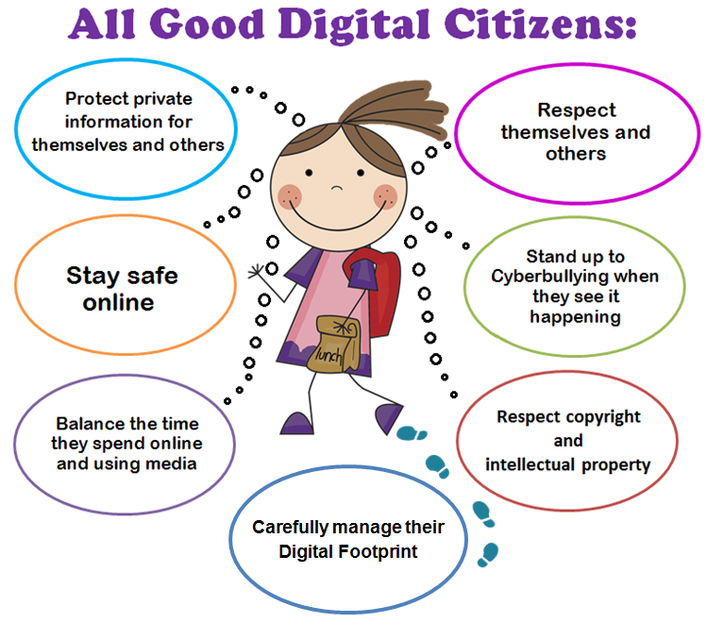 All Good Digital Citizens:
Protect private
information for
themselves and others
Respect
themselves and
others
Stay safe
online
Stand up to
Cyberbullying when
they see it
happening
lunch
Balance the time
they spend online
and using media
Respect copyright
and
intellectual property
Carefully manage their
Digital Footprint